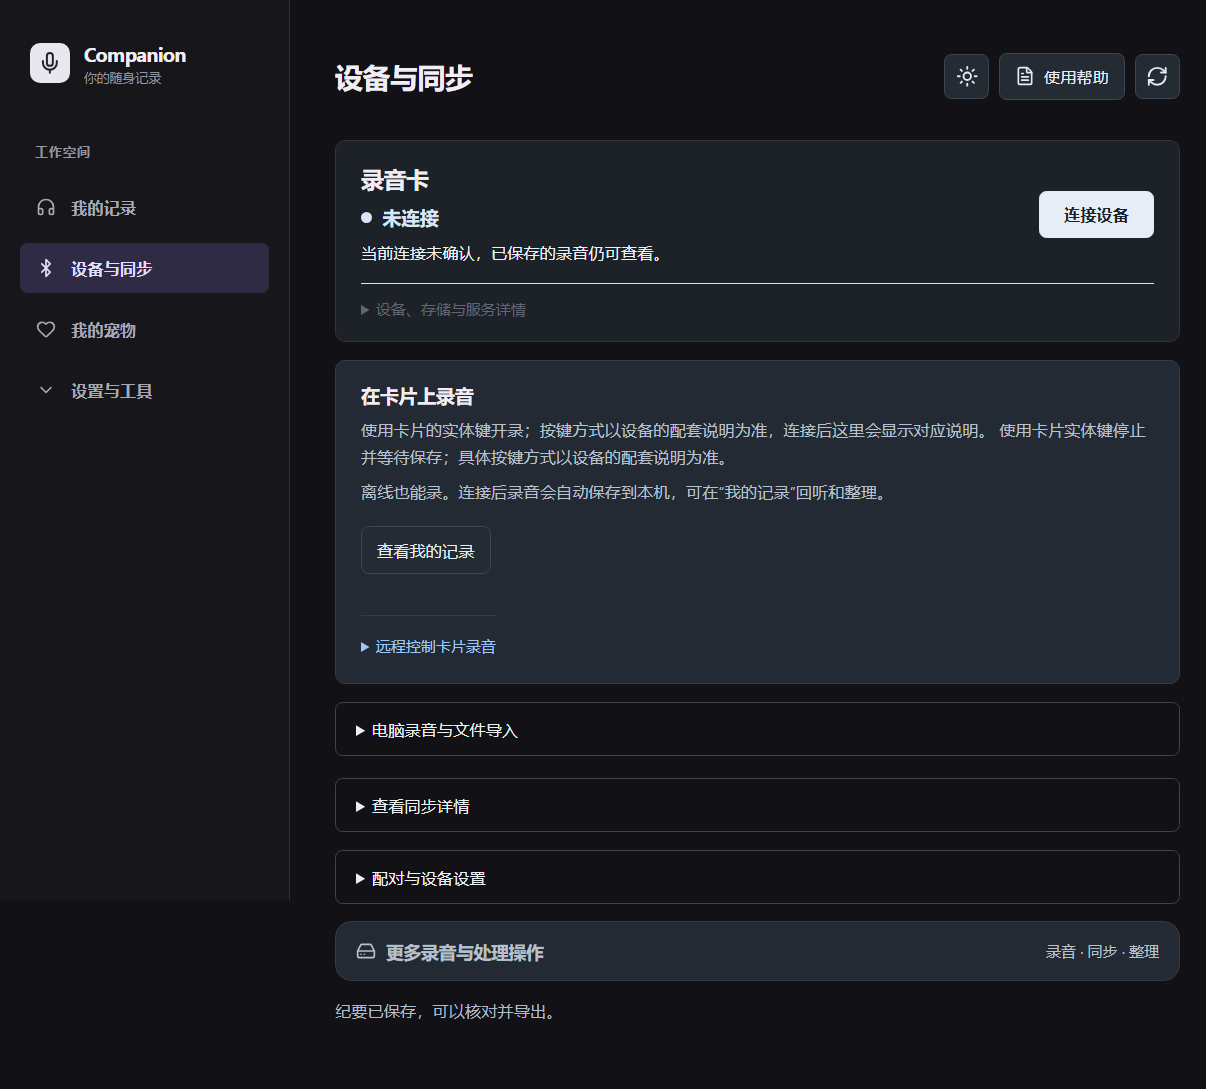 Companion
你的随身记录
工作空间
我的记录
设备与同步
我的宠物
设置与工具
设备与同步
使用帮助
录音卡
未连接
当前连接未确认，已保存的录音仍可查看。
连接设备
设备、存储与服务详情
在卡片上录音
使用卡片的实体键开录；按键方式以设备的配套说明为准，连接后这里会显示对应说明。 使用卡片实体键停止
并等待保存；具体按键方式以设备的配套说明为准。
离线也能录。连接后录音会自动保存到本机，可在“我的记录”回听和整理。
查看我的记录
远程控制卡片录音
电脑录音与文件导入
查看同步详情
配对与设备设置
更多录音与处理操作
录音 · 同步 · 整理
纪要已保存，可以核对并导出。